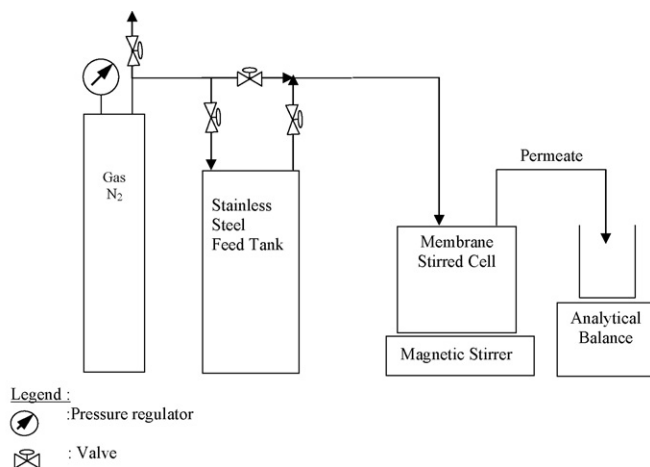 Gas
N₂
Stainless
Steel
Feed Tank
Permeate
Membrane
Stirred Cell
Magnetic Stirrer
Analytical
Balance
Legend :
:Pressure regulator
: Valve